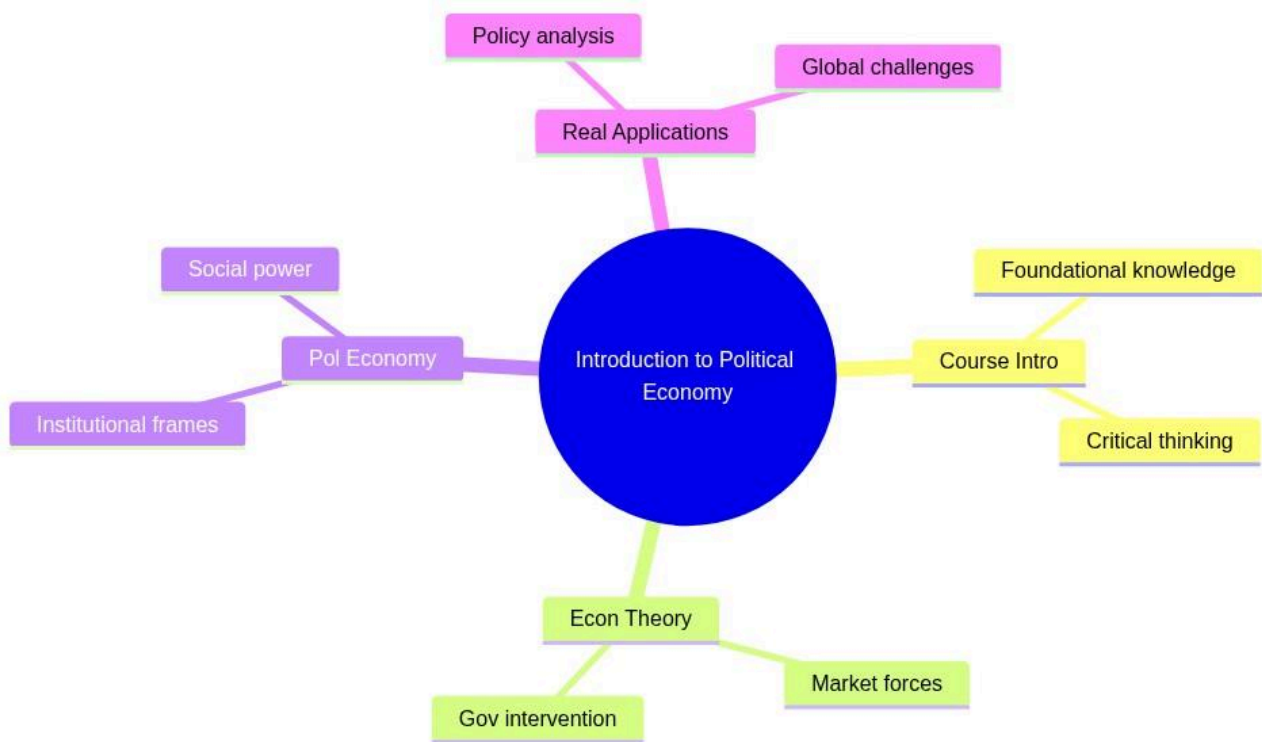 Policy analysis
Global challenges
Real Applications
Social power
Foundational knowledge
Pol Economy
Introduction to Political
Economy
Course Intro
Institutional frames
Critical thinking
Econ Theory
Market forces
Gov intervention